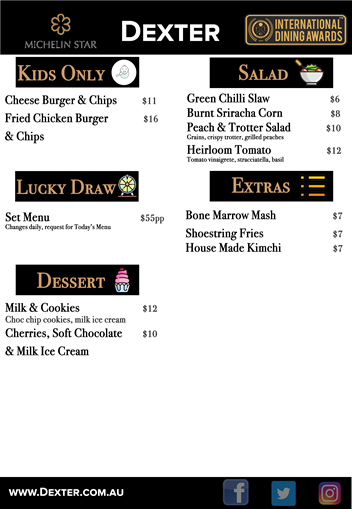 MICHELIN STAR
DEXTER
INTERNATIONAL
DINING AWARDS
KIDS ONLY
Cheese Burger & Chips $11
Fried Chicken Burger $16
& Chips
LUCKY DRAW
Set Menu $55pp
Changes daily, request for Today's Menu
DESSERT
Milk & Cookies $12
Choc chip cookies, milk ice cream
Cherries, Soft Chocolate $10
& Milk Ice Cream
SALAD
Green Chilli Slaw $6
Burnt Sriracha Corn $8
Peach & Trotter Salad $10
Grains, crispy trotter, grilled peaches
Heirloom Tomato $12
Tomato vinaigrete, stracciatella, basil
EXTRAS
Bone Marrow Mash $7
Shoestring Fries $7
House Made Kimchi $7
WWW.DEXTER.COM.AU